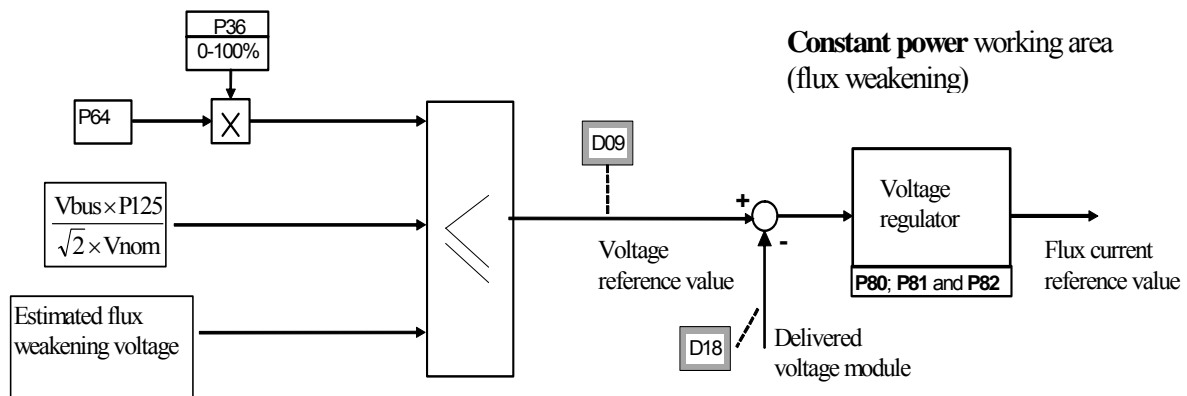 P36
0-100%
Constant power working area
(flux weakening)
P64
X
D09
Vbus×P125
√2×Vnom
<
+
-
Voltage
regulator
Voltage
reference value
P80; P81 and P82
Flux current
reference value
Estimated flux
weakening voltage
D18
Delivered
voltage module